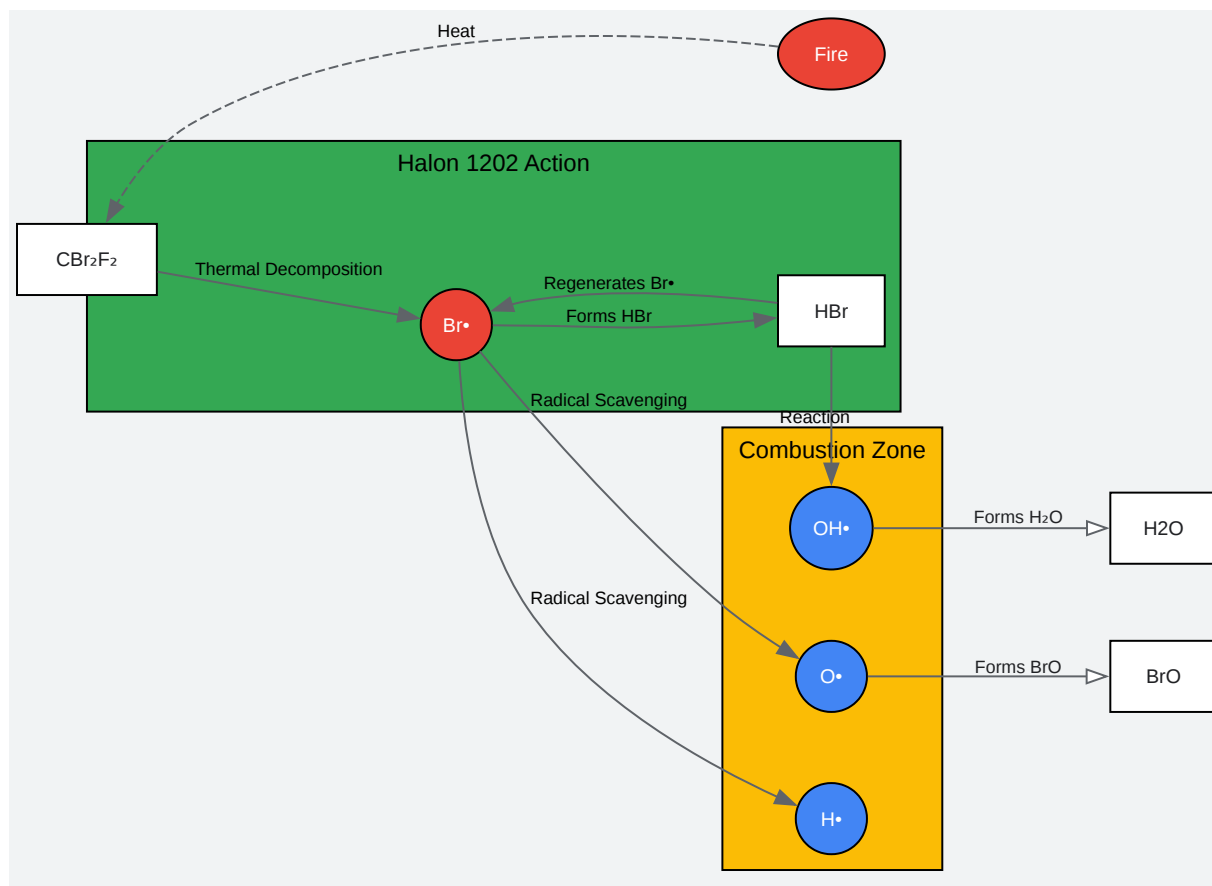 Heat
Fire
Halon 1202 Action
CBr₂F₂
Thermal Decomposition
Regenerates Br•
Forms HBr
Br•
HBr
Radical Scavenging
Reaction
Combustion Zone
OH•
Forms H₂O
H2O
Radical Scavenging
O•
Forms BrO
BrO
H•